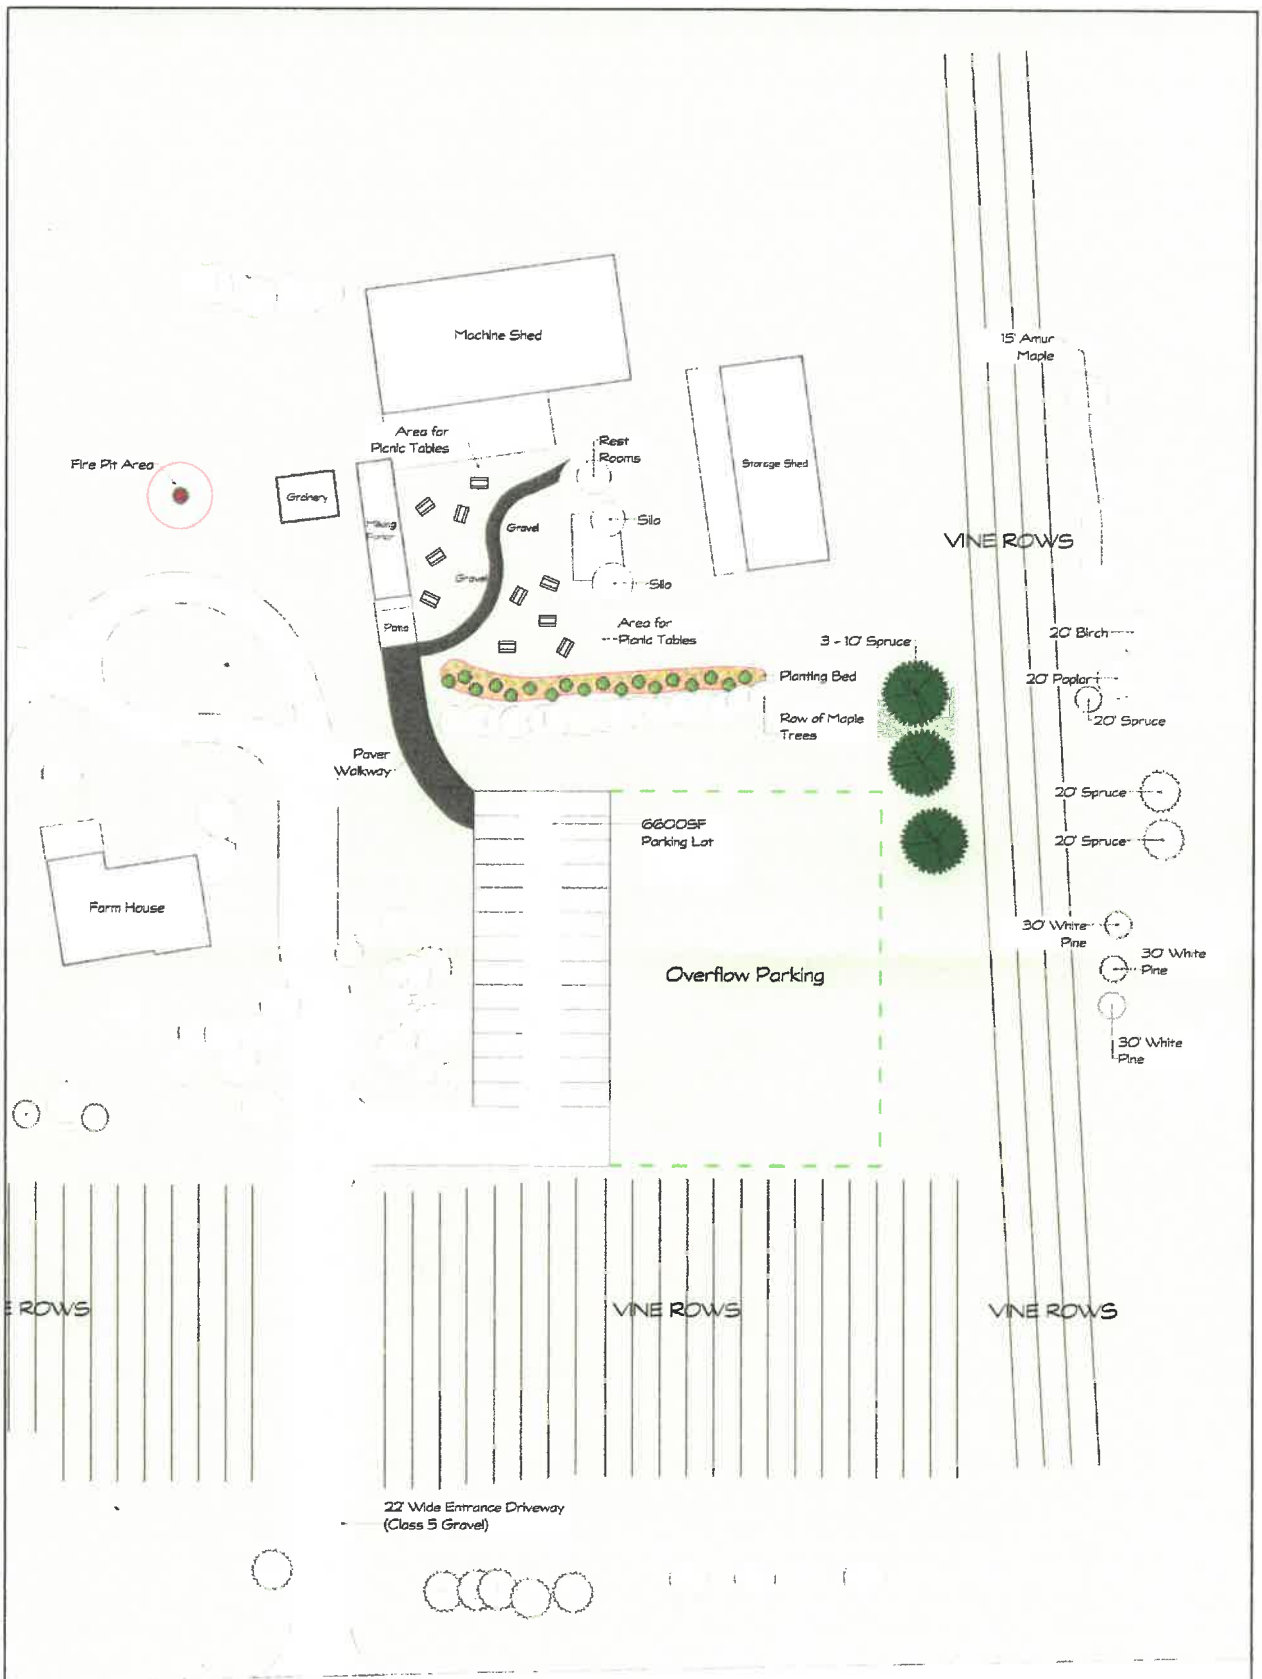 Machine Shed
15' Amur
Maple
Area for
Picnic Tables
Rest
Rooms
Fire Pit Area
Storage Shed
Grainery
Milking
Parlor
Gravel
Silo
VINE ROWS
Gravel
Silo
Patio
Area for
Picnic Tables
3 - 10' Spruce
20' Birch
Planting Bed
20' Poplar
Row of Maple
Trees
20' Spruce
Paver
Walkway
20' Spruce
6600SF
Parking Lot
20' Spruce
Farm House
30' White
Pine
30' White
Pine
Overflow Parking
30' White
Pine
E ROWS
VINE ROWS
VINE ROWS
22' Wide Entrance Driveway
(Class 5 Gravel)